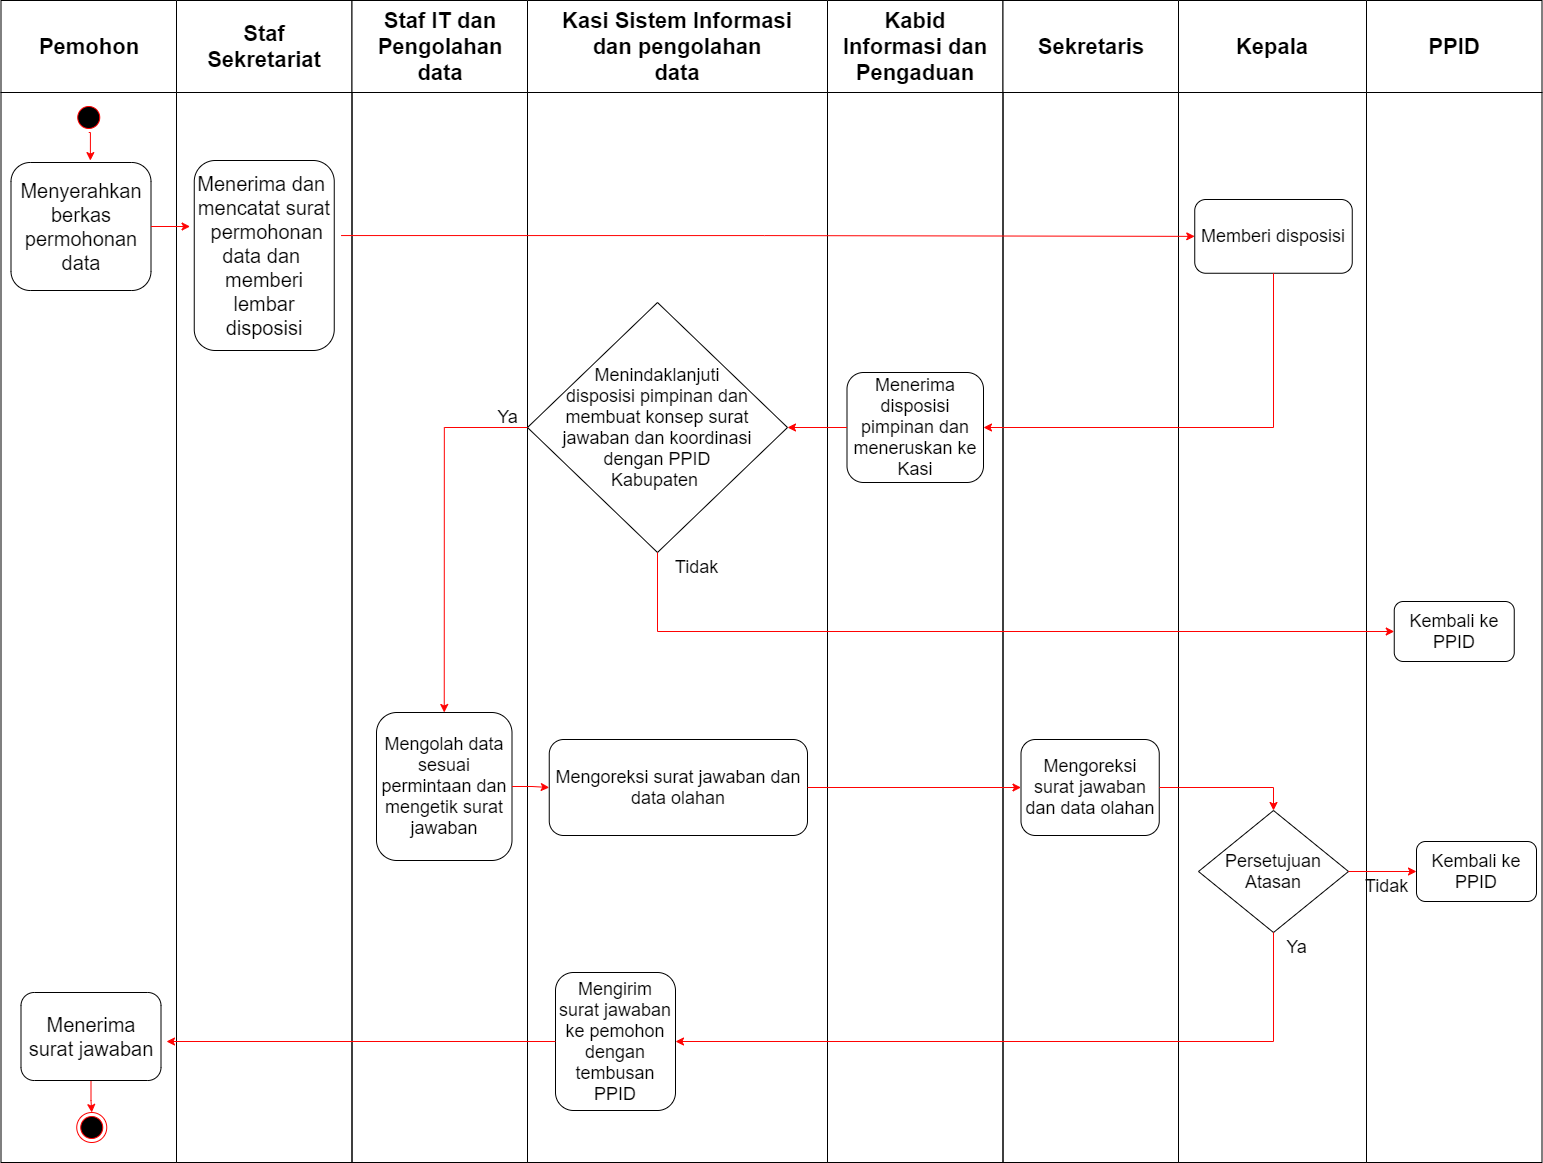 Pemohon
Staf
Sekretariat
Staf IT dan
Pengolahan
data
Kasi Sistem Informasi
dan pengolahan
data
Kabid
Informasi dan
Pengaduan
Sekretaris
Kepala
PPID
Menyerahkan
berkas
permohonan
data
Menerima dan
mencatat surat
permohonan
data dan
memberi
lembar
disposisi
Memberi disposisi
Menerima
disposisi
pimpinan dan
meneruskan ke
Kasi
Menindaklanjuti
disposisi pimpinan dan
membuat konsep surat
jawaban dan koordinasi
dengan PPID
Kabupaten
Ya
Tidak
Kembali ke
PPID
Mengolah data
sesuai
permintaan dan
mengetik surat
jawaban
Mengoreksi surat jawaban dan
data olahan
Mengoreksi
surat jawaban
dan data olahan
Persetujuan
Atasan
Tidak
Kembali ke
PPID
Ya
Mengirim
surat jawaban
ke pemohon
dengan
tembusan
PPID
Menerima
surat jawaban